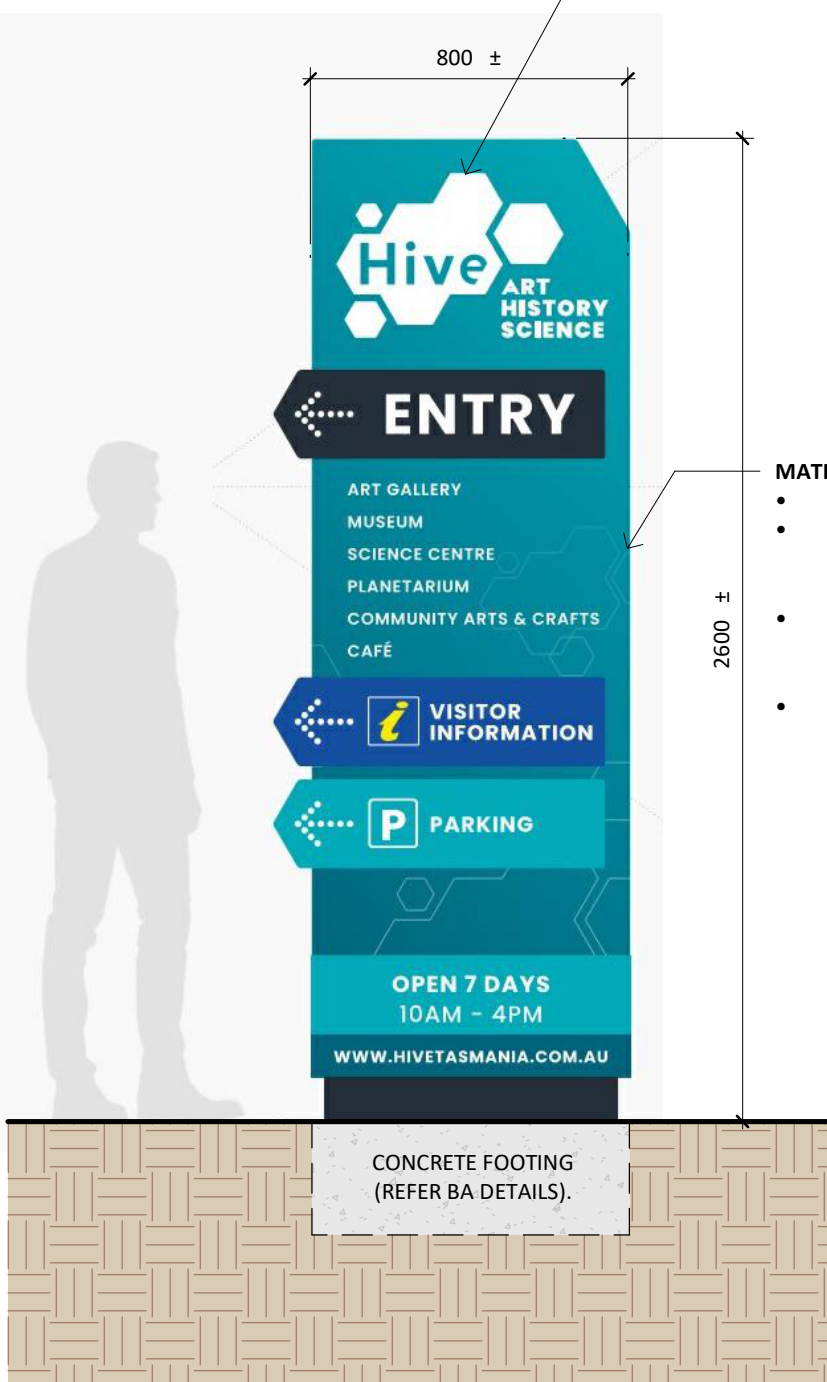 800 ±
Hive
ART
HISTORY
SCIENCE
ENTRY
ART GALLERY
MUSEUM
SCIENCE CENTRE
PLANETARIUM
COMMUNITY ARTS & CRAFTS
CAFÉ
i VISITOR
INFORMATION
P PARKING
OPEN 7 DAYS
10AM - 4PM
WWW.HIVETASMANIA.COM.AU
2600 ±
CONCRETE FOOTING
(REFER BA DETAILS).